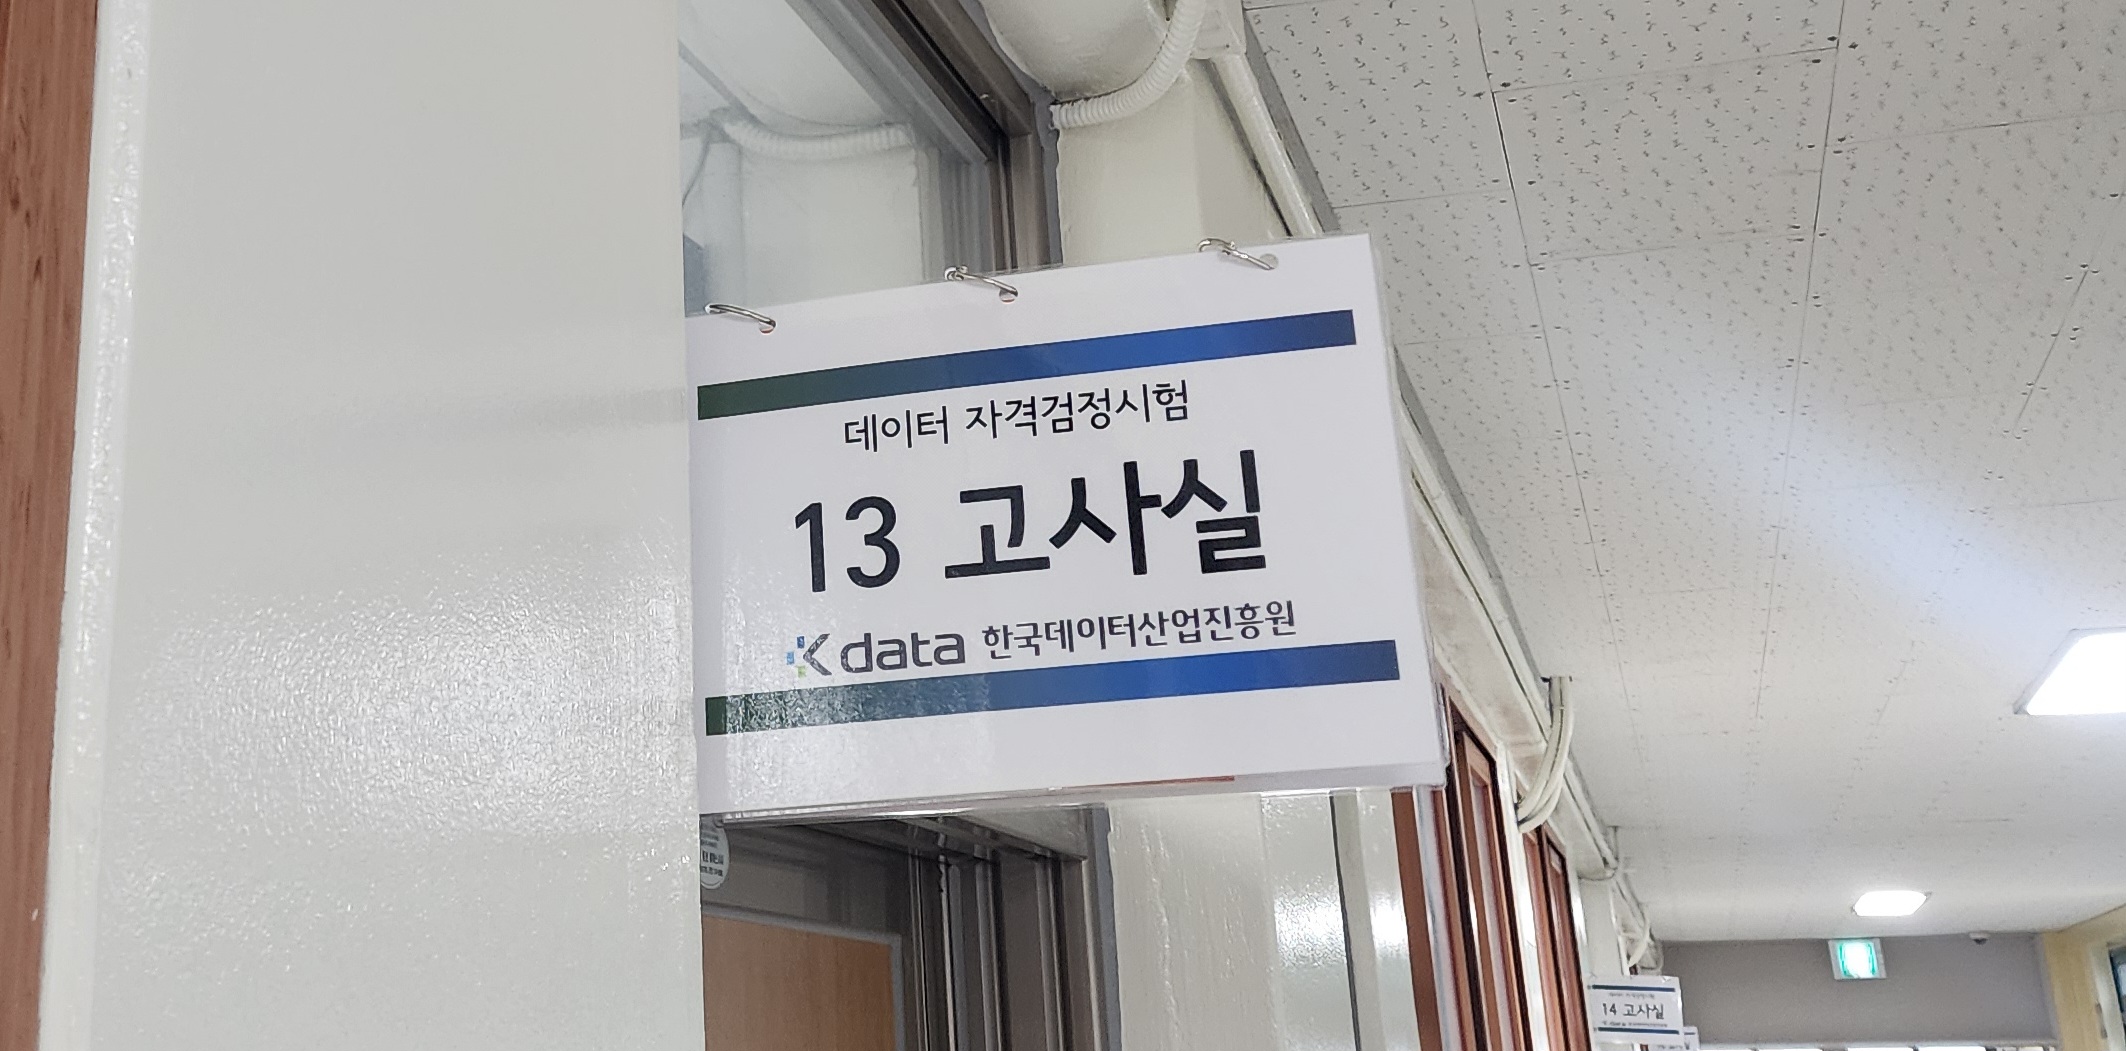 데이터 자격검정시험
13 고사실
Kdata 한국데이터산업진흥원
14 고사실